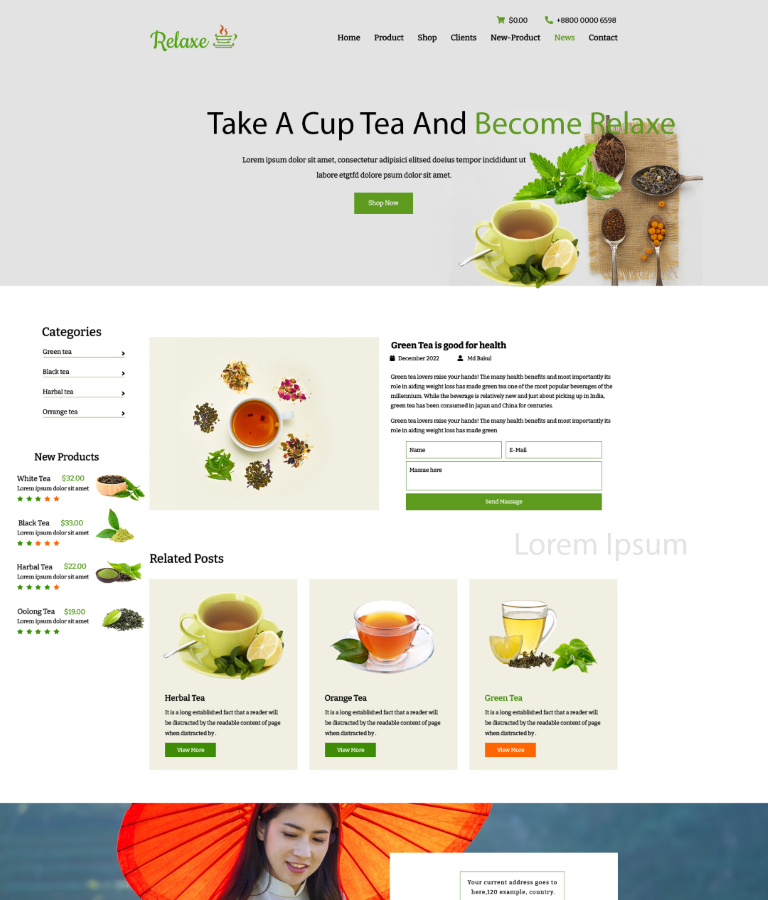 $0.00 +8800 0000 6598
Relaxe
Home Product Shop Clients New-Product News Contact
Take A Cup Tea And Become Relaxe
Lorem ipsum dolor sit amet, consectetur adipisici elitsed doeius tempor incididunt ut
labore etgtfd dolore psum dolor sit amet.
Shop Now
Categories
Green tea
Black tea
Harbal tea
Orrange tea
New Products
White Tea $32.00
Lorem ipsum dolor sit amet
Black Tea $33.00
Lorem ipsum dolor sit amet
Harbal Tea $22.00
Lorem ipsum dolor sit amet
Oolong Tea $19.00
Lorem ipsum dolor sit amet
Green Tea is good for health
December 2022 Md Bakul
Green tea lovers raise your hands! The many health benefits and most importantly its
role in aiding weight loss has made green tea one of the most popular beverages of the
millennium. While the beverage is relatively new and just about picking up in India,
green tea has been consumed in Japan and China for centuries.
Green tea lovers raise your hands! The many health benefits and most importantly its
role in aiding weight loss has made green
Name E-Mail
Massae here
Send Massage
Lorem Ipsum
Related Posts
Herbal Tea
It is a long established fact that a reader will
be distracted by the readable content of page
when distracted by .
View More
Orange Tea
It is a long established fact that a reader will
be distracted by the readable content of page
when distracted by .
View More
Green Tea
It is a long established fact that a reader will
be distracted by the readable content of page
when distracted by .
View More
Your current address goes to
here,120 example, country.